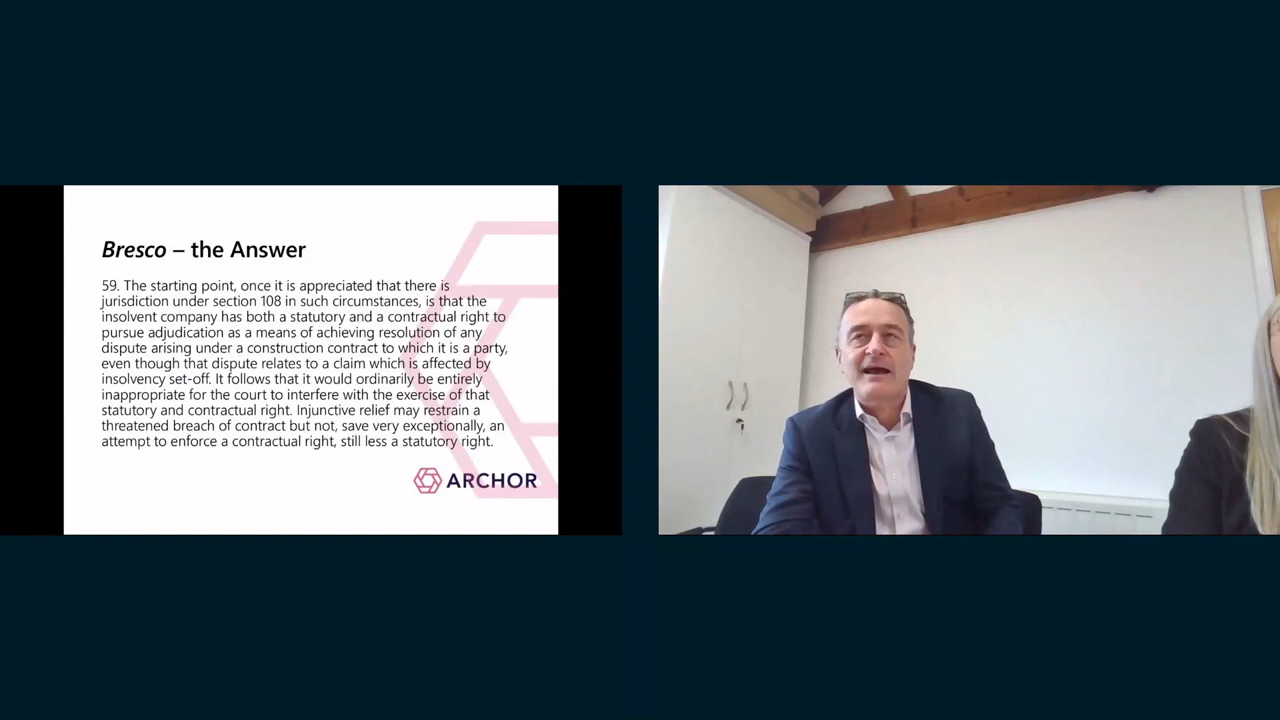 Bresco – the Answer
59. The starting point, once it is appreciated that there is
jurisdiction under section 108 in such circumstances, is that the
insolvent company has both a statutory and a contractual right to
pursue adjudication as a means of achieving resolution of any
dispute arising under a construction contract to which it is a party,
even though that dispute relates to a claim which is affected by
insolvency set-off. It follows that it would ordinarily be entirely
inappropriate for the court to interfere with the exercise of that
statutory and contractual right. Injunctive relief may restrain a
threatened breach of contract but not, save very exceptionally, an
attempt to enforce a contractual right, still less a statutory right.
ARCHOR